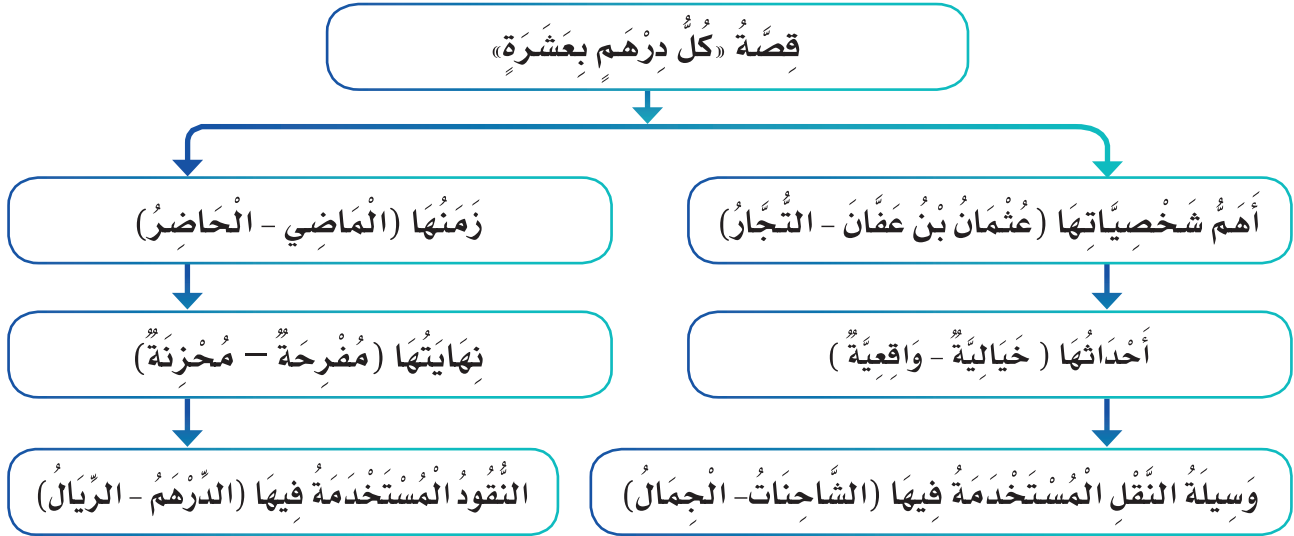 قِصَّةُ «كُلُّ دِرْهَمٍ بِعَشَرَةٍ»
أَهَمُّ شَخْصِيَّاتِهَا (عُثْمَانُ بْنُ عَفَّانَ - التُّجَّارُ)
زَمَنُهَا (الْمَاضِي - الْحَاضِرُ)
أَحْدَاثُهَا ( خَيَالِيَّةٌ - وَاقِعِيَّةٌ )
نِهَايَتُهَا (مُفْرِحَةٌ – مُحْزِنَةٌ)
وَسِيلَةُ النَّقْلِ الْمُسْتَخْدَمَةُ فِيهَا (الشَّاحِنَاتُ- الْجِمَالُ)
النُّقُودُ الْمُسْتَخْدَمَةُ فِيهَا (الدِّرْهَمُ - الرِّيَالُ)